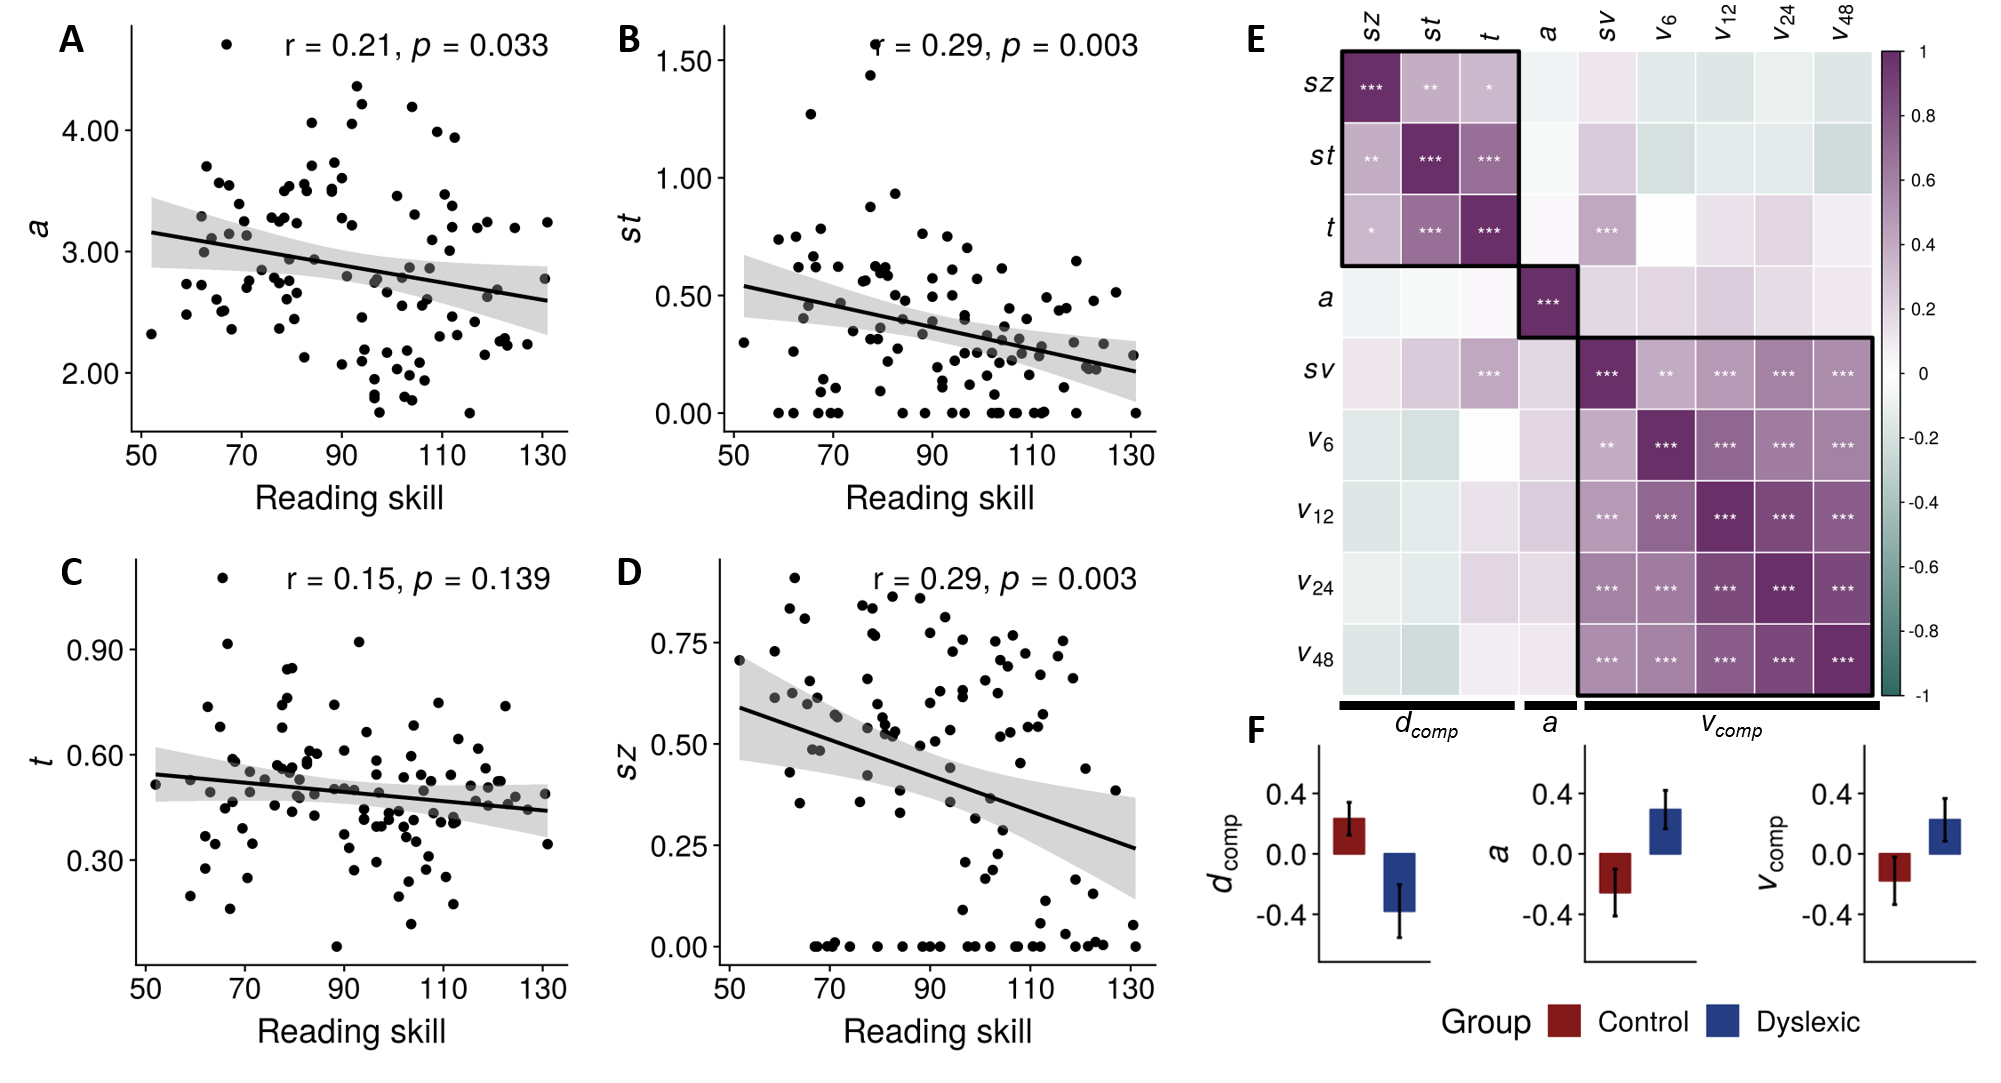 A
r = 0.21, p = 0.033
a
4.00
3.00
2.00
50 70 90 110 130
Reading skill
B
r = 0.29, p = 0.003
st
1.50
1.00
0.50
0.00
50 70 90 110 130
Reading skill
C
r = 0.15, p = 0.139
t
0.90
0.60
0.30
50 70 90 110 130
Reading skill
D
r = 0.29, p = 0.003
sz
0.75
0.50
0.25
0.00
50 70 90 110 130
Reading skill
E
sz st t a sv v6 v12 v24 v48
sz *** ** *
st ** *** ***
t * *** *** ***
a ***
sv *** *** ** *** *** ***
v6 ** *** *** *** ***
v12 *** *** *** *** ***
v24 *** *** *** *** ***
v48 *** *** *** *** ***
1
0.8
0.6
0.4
0.2
0
-0.2
-0.4
-0.6
-0.8
-1
dcomp a vcomp
F
dcomp
0.4
0.0
-0.4
a
0.4
0.0
-0.4
vcomp
0.4
0.0
-0.4
Group Control Dyslexic